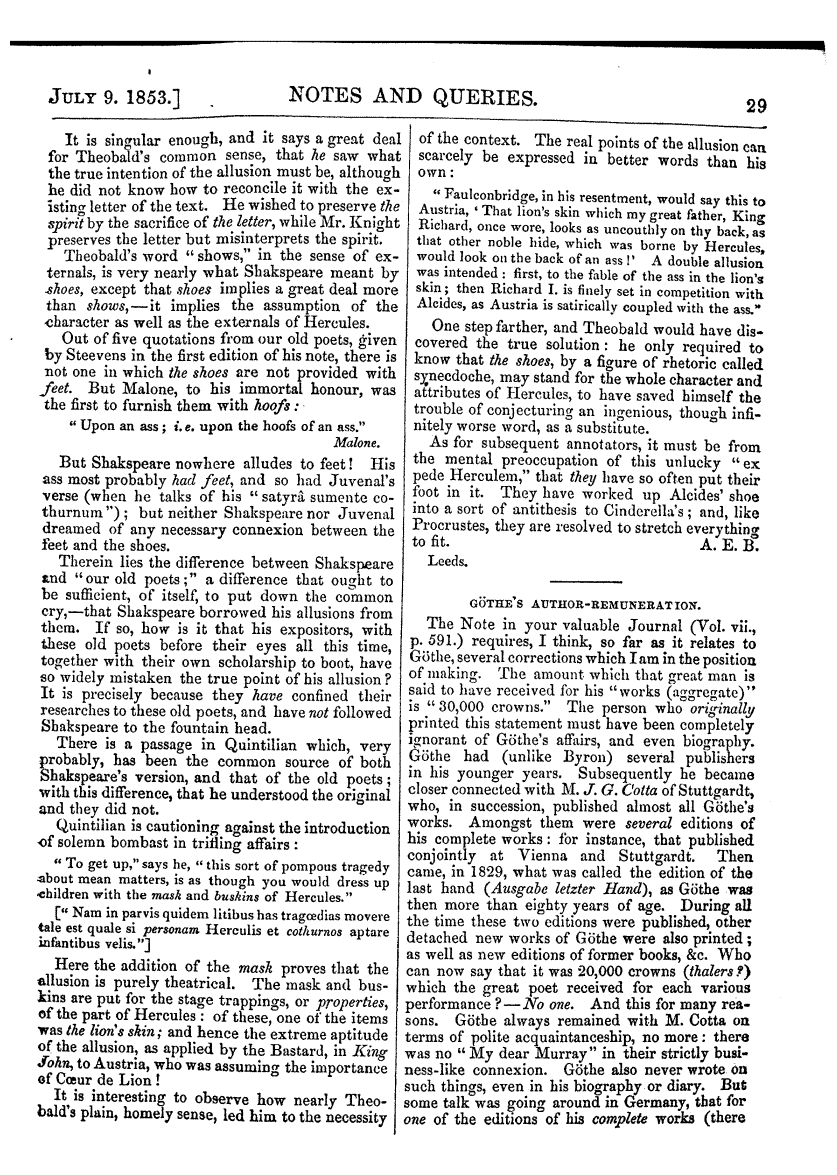 JULY 9. 1853.] NOTES AND QUERIES. 29
It is singular enough, and it says a great deal
for Theobald's common sense, that he saw what
the true intention of the allusion must be, although
he did not know how to reconcile it with the ex-
isting letter of the text. He wished to preserve the
spirit by the sacrifice of the letter, while Mr. Knight
preserves the letter but misinterprets the spirit.
Theobald's word "shows," in the sense of ex-
ternals, is very nearly what Shakspeare meant by
shoes, except that shoes implies a great deal more
than shows,—it implies the assumption of the
character as well as the externals of Hercules.
Out of five quotations from our old poets, given
by Steevens in the first edition of his note, there is
not one in which the shoes are not provided with
feet. But Malone, to his immortal honour, was
the first to furnish them with hoofs:
"Upon an ass; i. e. upon the hoofs of an ass."
Malone.
But Shakspeare nowhere alludes to feet! His
ass most probably had feet, and so had Juvenal's
verse (when he talks of his "satyrâ sumente co-
thurnum"); but neither Shakspeare nor Juvenal
dreamed of any necessary connexion between the
feet and the shoes.
Therein lies the difference between Shakspeare
and "our old poets;" a difference that ought to
be sufficient, of itself, to put down the common
cry,—that Shakspeare borrowed his allusions from
them. If so, how is it that his expositors, with
these old poets before their eyes all this time,
together with their own scholarship to boot, have
so widely mistaken the true point of his allusion?
It is precisely because they have confined their
researches to these old poets, and have not followed
Shakspeare to the fountain head.
There is a passage in Quintilian which, very
probably, has been the common source of both
Shakspeare's version, and that of the old poets;
with this difference, that he understood the original
and they did not.
Quintilian is cautioning against the introduction
of solemn bombast in trifling affairs:
"To get up," says he, "this sort of pompous tragedy
about mean matters, is as though you would dress up
children with the mask and buskins of Hercules."
["Nam in parvis quidem litibus has tragœdias movere
tale est quale si personam Herculis et cothurnos aptare
infantibus velis."]
Here the addition of the mask proves that the
allusion is purely theatrical. The mask and bus-
kins are put for the stage trappings, or properties,
of the part of Hercules: of these, one of the items
was the lion's skin; and hence the extreme aptitude
of the allusion, as applied by the Bastard, in King
John, to Austria, who was assuming the importance
of Cœur de Lion!
It is interesting to observe how nearly Theo-
bald's plain, homely sense, led him to the necessity
of the context. The real points of the allusion can
scarcely be expressed in better words than his
own:
"Faulconbridge, in his resentment, would say this to
Austria, 'That lion's skin which my great father, King
Richard, once wore, looks as uncouthly on thy back, as
that other noble hide, which was borne by Hercules,
would look on the back of an ass!' A double allusion
was intended: first, to the fable of the ass in the lion's
skin; then Richard I. is finely set in competition with
Alcides, as Austria is satirically coupled with the ass."
One step farther, and Theobald would have dis-
covered the true solution: he only required to
know that the shoes, by a figure of rhetoric called
synecdoche, may stand for the whole character and
attributes of Hercules, to have saved himself the
trouble of conjecturing an ingenious, though infi-
nitely worse word, as a substitute.
As for subsequent annotators, it must be from
the mental preoccupation of this unlucky "ex
pede Herculem," that they have so often put their
foot in it. They have worked up Alcides' shoe
into a sort of antithesis to Cinderella's; and, like
Procrustes, they are resolved to stretch everything
to fit. A. E. B.
Leeds.
GÖTHE'S AUTHOR-REMUNERATION.
The Note in your valuable Journal (Vol. vii.,
p. 591.) requires, I think, so far as it relates to
Göthe, several corrections which I am in the position
of making. The amount which that great man is
said to have received for his "works (aggregate)"
is "30,000 crowns." The person who originally
printed this statement must have been completely
ignorant of Göthe's affairs, and even biography.
Göthe had (unlike Byron) several publishers
in his younger years. Subsequently he became
closer connected with M. J. G. Cotta of Stuttgardt,
who, in succession, published almost all Göthe's
works. Amongst them were several editions of
his complete works: for instance, that published
conjointly at Vienna and Stuttgardt. Then
came, in 1829, what was called the edition of the
last hand (Ausgabe letzter Hand), as Göthe was
then more than eighty years of age. During all
the time these two editions were published, other
detached new works of Göthe were also printed;
as well as new editions of former books, &c. Who
can now say that it was 20,000 crowns (thalers?)
which the great poet received for each various
performance?—No one. And this for many rea-
sons. Göthe always remained with M. Cotta on
terms of polite acquaintanceship, no more: there
was no "My dear Murray" in their strictly busi-
ness-like connexion. Göthe also never wrote on
such things, even in his biography or diary. But
some talk was going around in Germany, that for
one of the editions of his complete works (there